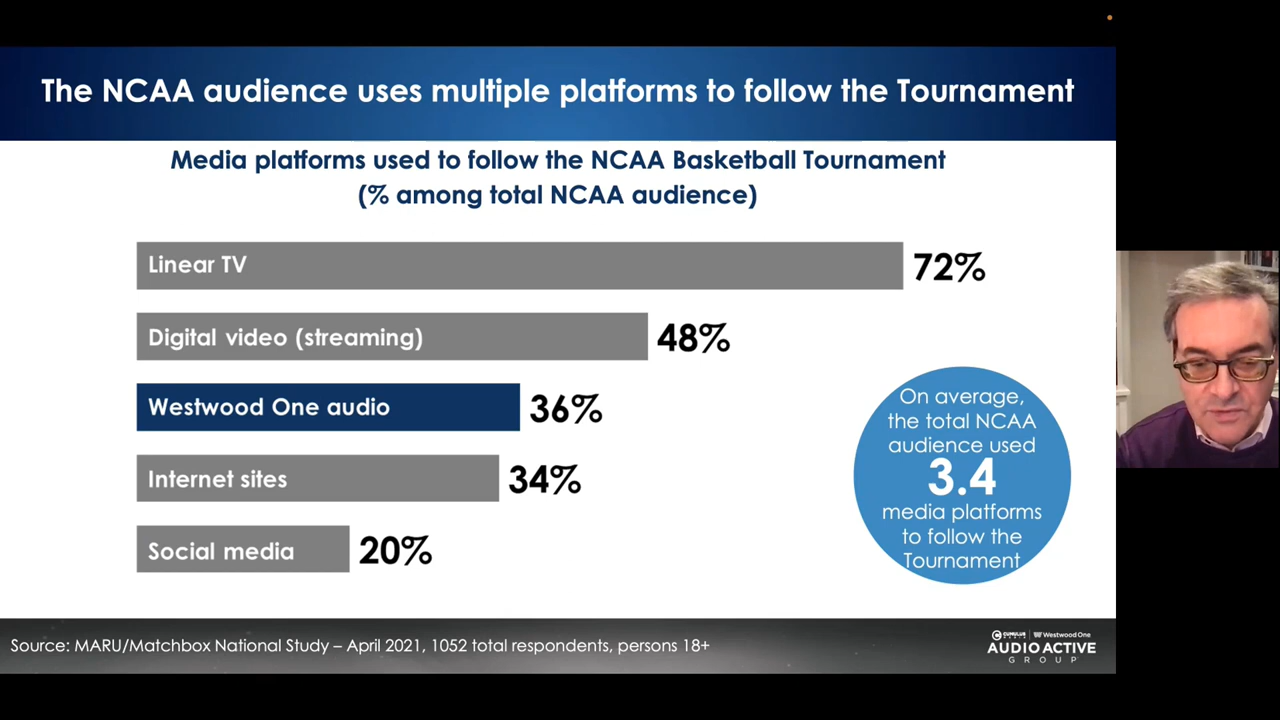 The NCAA audience uses multiple platforms to follow the Tournament
Media platforms used to follow the NCAA Basketball Tournament
(% among total NCAA audience)
Linear TV
72%
Digital video (streaming)
48%
Westwood One audio
36%
Internet sites
34%
Social media
20%
On average,
the total NCAA
audience used
3.4
media platforms
to follow the
Tournament
Source: MARU/Matchbox National Study – April 2021, 1052 total respondents, persons 18+
CUMULUS MEDIA | Westwood One
AUDIO ACTIVE
GROUP